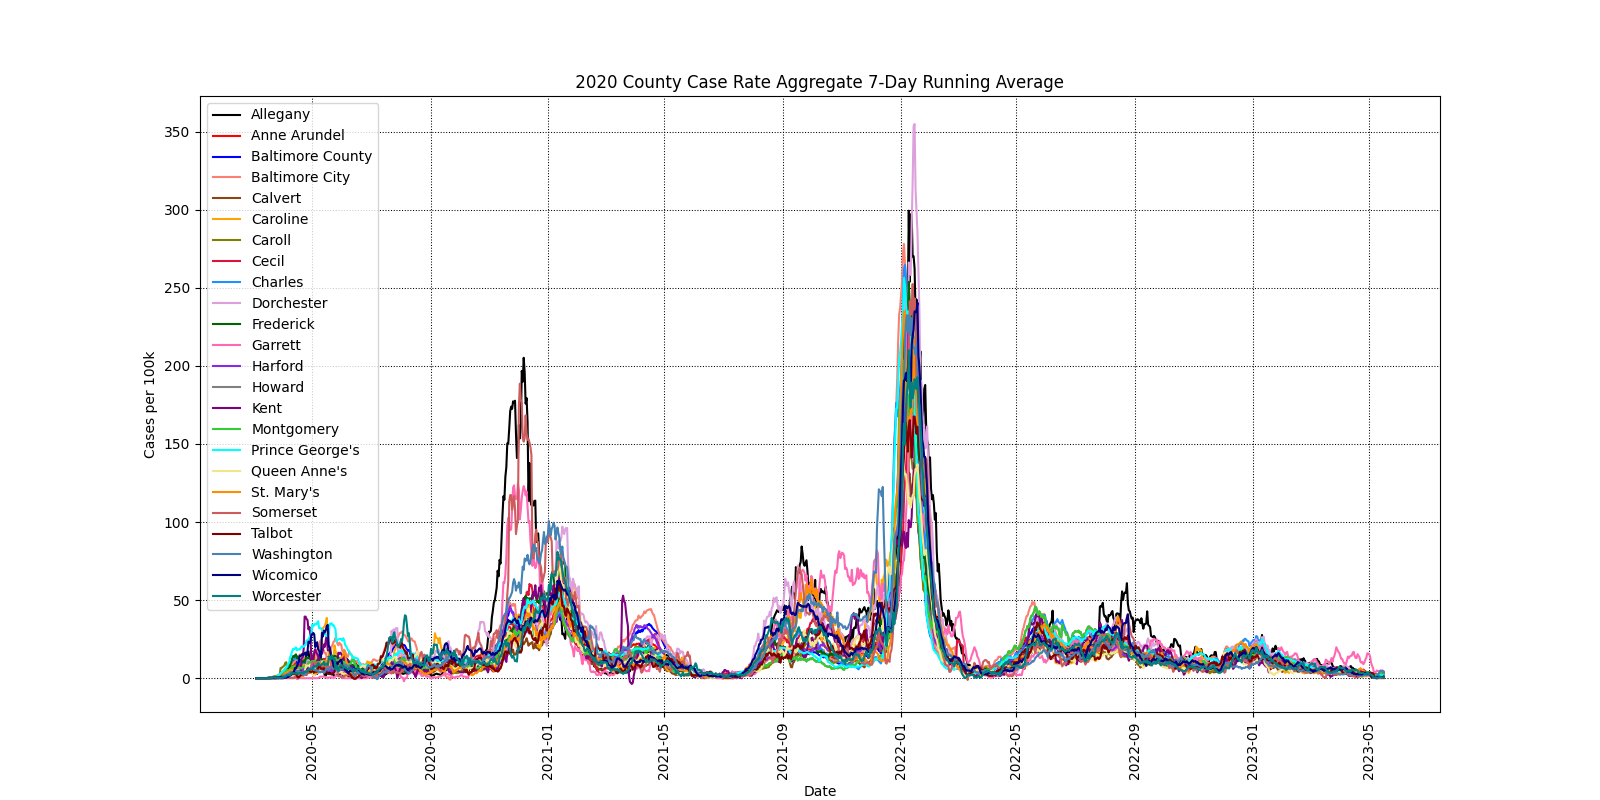 2020 County Case Rate Aggregate 7-Day Running Average
Allegany
Anne Arundel
Baltimore County
Baltimore City
Calvert
Caroline
Caroll
Cecil
Charles
Dorchester
Frederick
Garrett
Harford
Howard
Kent
Montgomery
Prince George's
Queen Anne's
St. Mary's
Somerset
Talbot
Washington
Wicomico
Worcester
Cases per 100k
350
300
250
200
150
100
50
0
2020-05
2020-09
2021-01
2021-05
2021-09
2022-01
2022-05
2022-09
2023-01
2023-05
Date